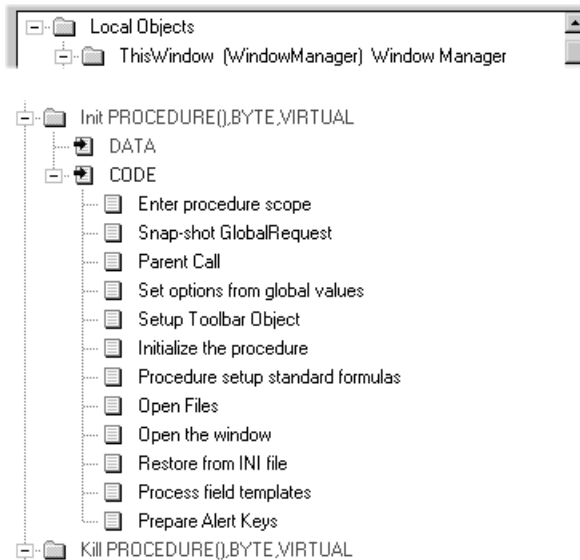 Local Objects
ThisWindow (WindowManager) Window Manager
Init PROCEDURE(),BYTE,VIRTUAL
DATA
CODE
Enter procedure scope
Snap-shot GlobalRequest
Parent Call
Set options from global values
Setup Toolbar Object
Initialize the procedure
Procedure setup standard formulas
Open Files
Open the window
Restore from INI file
Process field templates
Prepare Alert Keys
Kill PROCEDURE(),BYTE,VIRTUAL